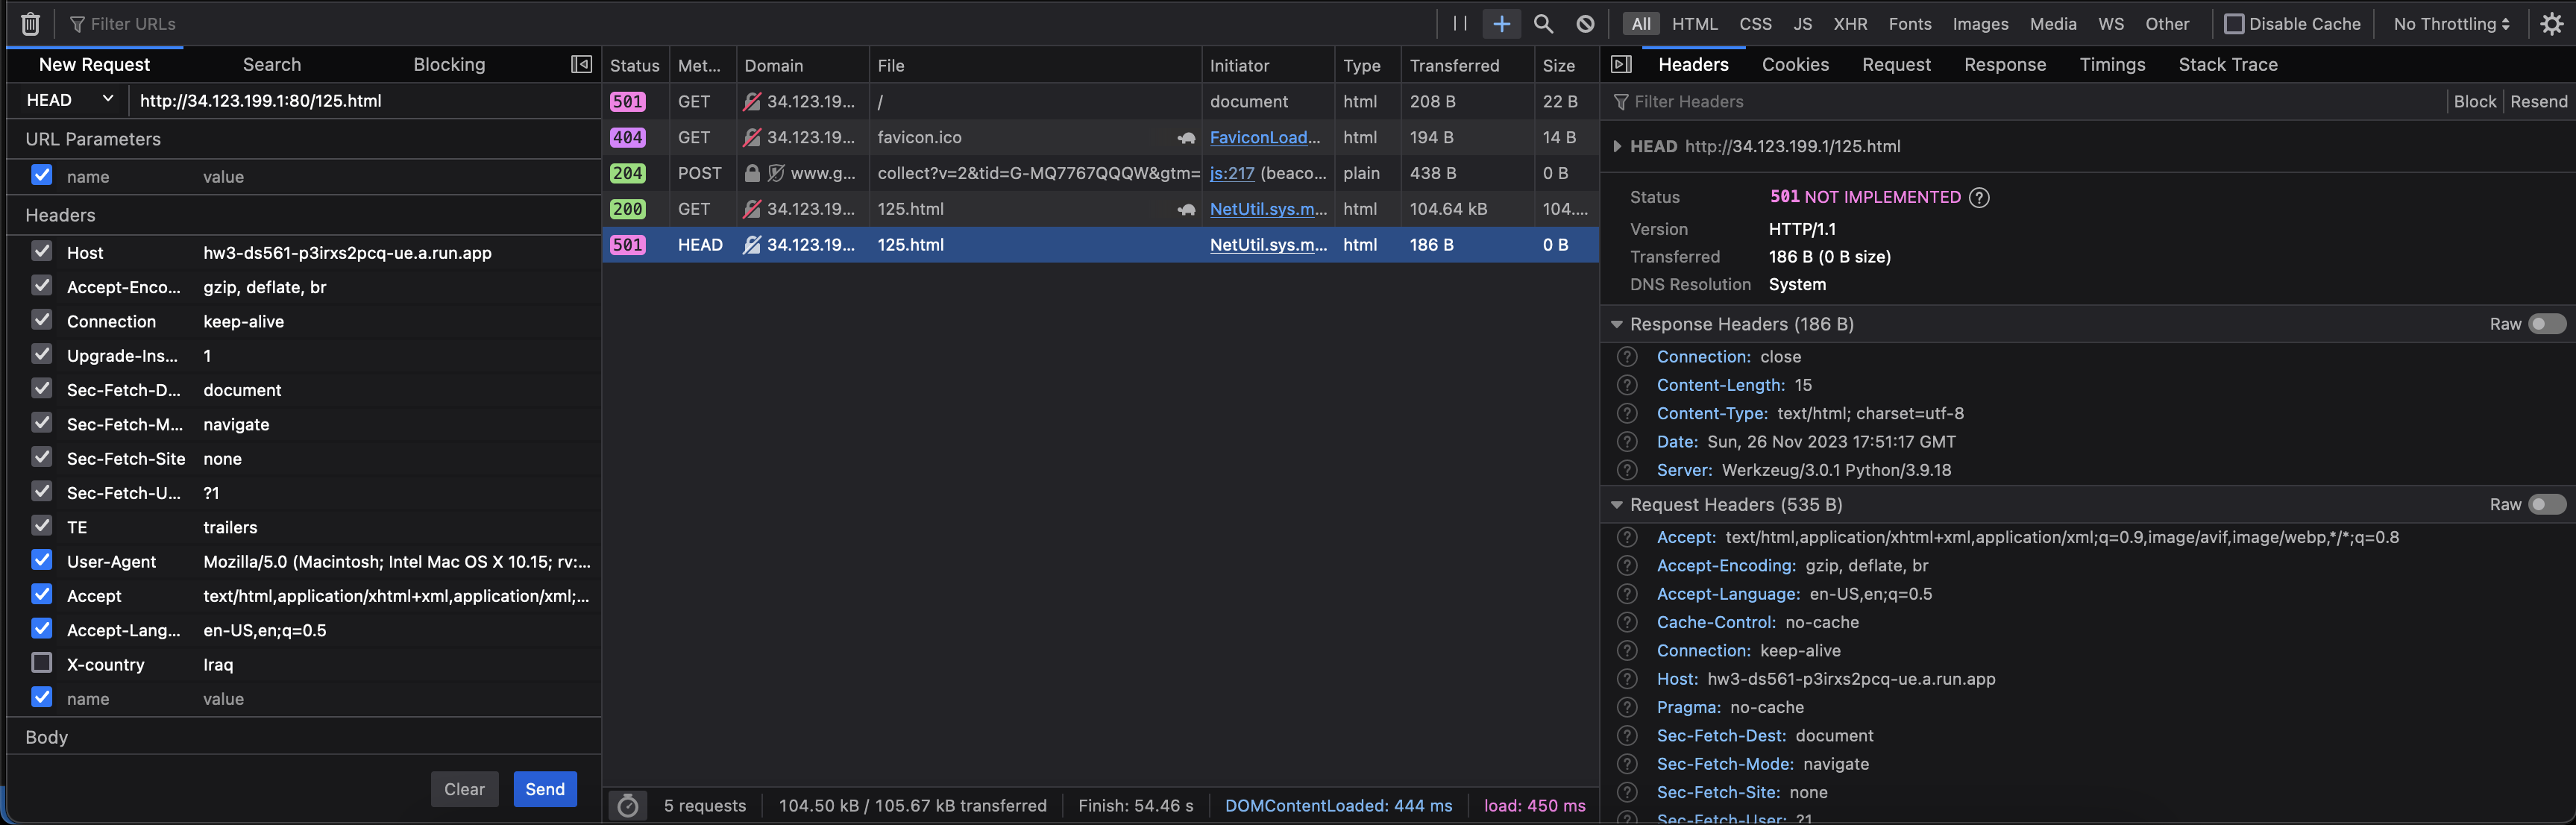 Filter URLs
All HTML CSS JS XHR Fonts Images Media WS Other Disable Cache No Throttling
New Request Search Blocking
HEAD http://34.123.199.1:80/125.html
URL Parameters
name value
Headers
Host hw3-ds561-p3irxs2pcq-ue.a.run.app
Accept-Enco... gzip, deflate, br
Connection keep-alive
Upgrade-Ins... 1
Sec-Fetch-D... document
Sec-Fetch-M... navigate
Sec-Fetch-Site none
Sec-Fetch-U... ?1
TE trailers
User-Agent Mozilla/5.0 (Macintosh; Intel Mac OS X 10.15; rv:...
Accept text/html,application/xhtml+xml,application/xml;...
Accept-Lang... en-US,en;q=0.5
X-country Iraq
name value
Body
Clear Send
Status Met... Domain File Initiator Type Transferred Size
501 GET 34.123.19... / document html 208 B 22 B
404 GET 34.123.19... favicon.ico FaviconLoad... html 194 B 14 B
204 POST www.g... collect?v=2&tid=G-MQ7767QQQW&gtm= js:217 (beaco... plain 438 B 0 B
200 GET 34.123.19... 125.html NetUtil.sys.m... html 104.64 kB 104....
501 HEAD 34.123.19... 125.html NetUtil.sys.m... html 186 B 0 B
5 requests 104.50 kB / 105.67 kB transferred Finish: 54.46 s DOMContentLoaded: 444 ms load: 450 ms
Headers Cookies Request Response Timings Stack Trace
Filter Headers Block Resend
HEAD http://34.123.199.1/125.html
Status 501 NOT IMPLEMENTED ?
Version HTTP/1.1
Transferred 186 B (0 B size)
DNS Resolution System
Response Headers (186 B) Raw
? Connection: close
? Content-Length: 15
? Content-Type: text/html; charset=utf-8
? Date: Sun, 26 Nov 2023 17:51:17 GMT
? Server: Werkzeug/3.0.1 Python/3.9.18
Request Headers (535 B) Raw
? Accept: text/html,application/xhtml+xml,application/xml;q=0.9,image/avif,image/webp,*/*;q=0.8
? Accept-Encoding: gzip, deflate, br
? Accept-Language: en-US,en;q=0.5
? Cache-Control: no-cache
? Connection: keep-alive
? Host: hw3-ds561-p3irxs2pcq-ue.a.run.app
? Pragma: no-cache
? Sec-Fetch-Dest: document
? Sec-Fetch-Mode: navigate
? Sec-Fetch-Site: none
? Sec-Fetch-User: ?1